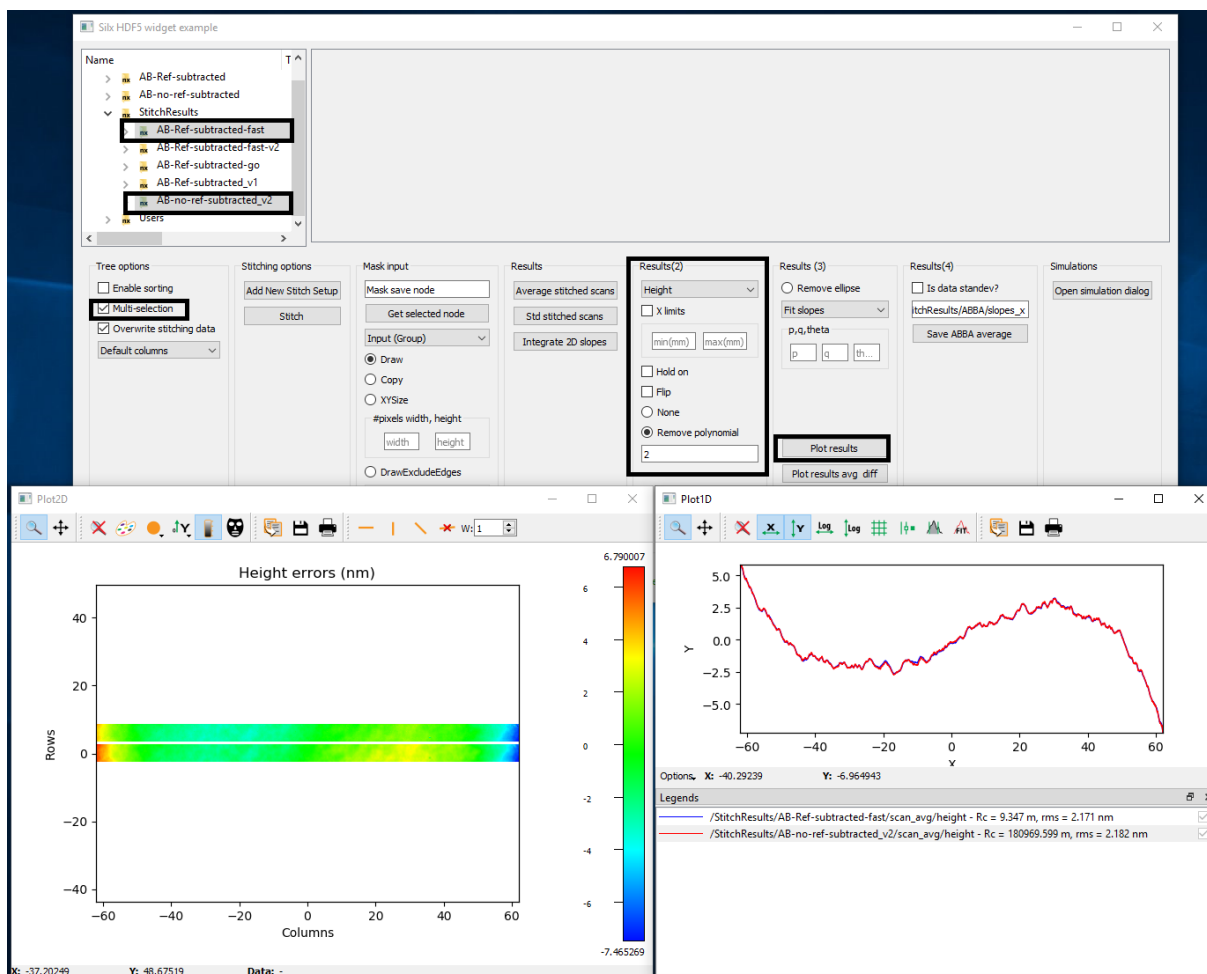 Silx HDF5 widget example
Name T
AB-Ref-subtracted
AB-no-ref-subtracted
StitchResults
AB-Ref-subtracted-fast
AB-Ref-subtracted-fast-v2
AB-Ref-subtracted-go
AB-Ref-subtracted_v1
AB-no-ref-subtracted_v2
Users
Tree options
Enable sorting
Multi-selection
Overwrite stitching data
Default columns
Stitching options
Add New Stitch Setup
Stitch
Mask input
Mask save node
Get selected node
Input (Group)
Draw
Copy
XYSize
#pixels width, height
width height
DrawExcludeEdges
Results
Average stitched scans
Std stitched scans
Integrate 2D slopes
Results(2)
Height
X limits
min(mm) max(mm)
Hold on
Flip
None
Remove polynomial
2
Results (3)
Remove ellipse
Fit slopes
p,q,theta
p q th...
Plot results
Plot results avg diff
Results(4)
Is data standev?
itchResults/ABBA/slopes_x
Save ABBA average
Simulations
Open simulation dialog
Plot2D
W: 1
Height errors (nm)
6.790007
6
4
2
0
-2
-4
-6
-7.465269
40
20
0
−20
−40
Rows
−60 −40 −20 0 20 40 60
Columns
X: -37.20249 Y: 48.67519 Data: -
Plot1D
Log Log FIT
5.0
2.5
0.0
−2.5
−5.0
Y
−60 −40 −20 0 20 40 60
X
Options X: -40.29239 Y: -6.964943
Legends
/StitchResults/AB-Ref-subtracted-fast/scan_avg/height - Rc = 9.347 m, rms = 2.171 nm
/StitchResults/AB-no-ref-subtracted_v2/scan_avg/height - Rc = 180969.599 m, rms = 2.182 nm